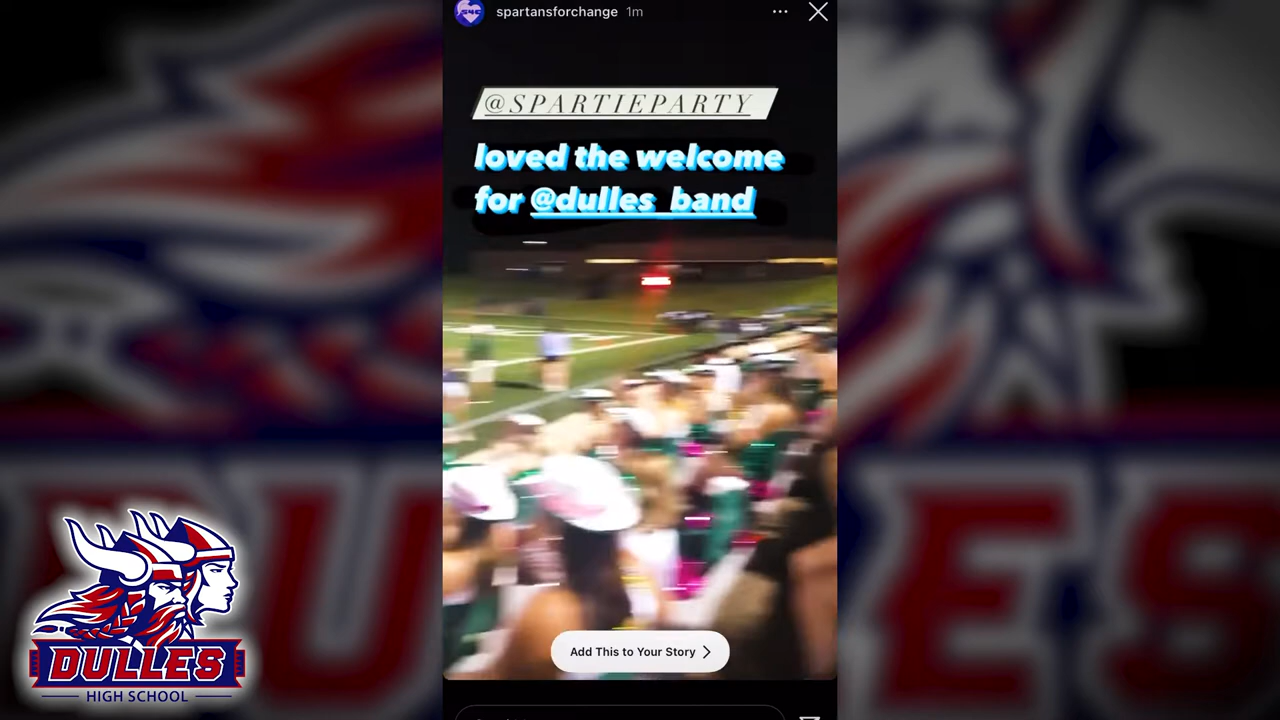 spartansforchange 1m
@SPARTIEPARTY
loved the welcome
for @dulles_band
Add This to Your Story
DULLES
HIGH SCHOOL